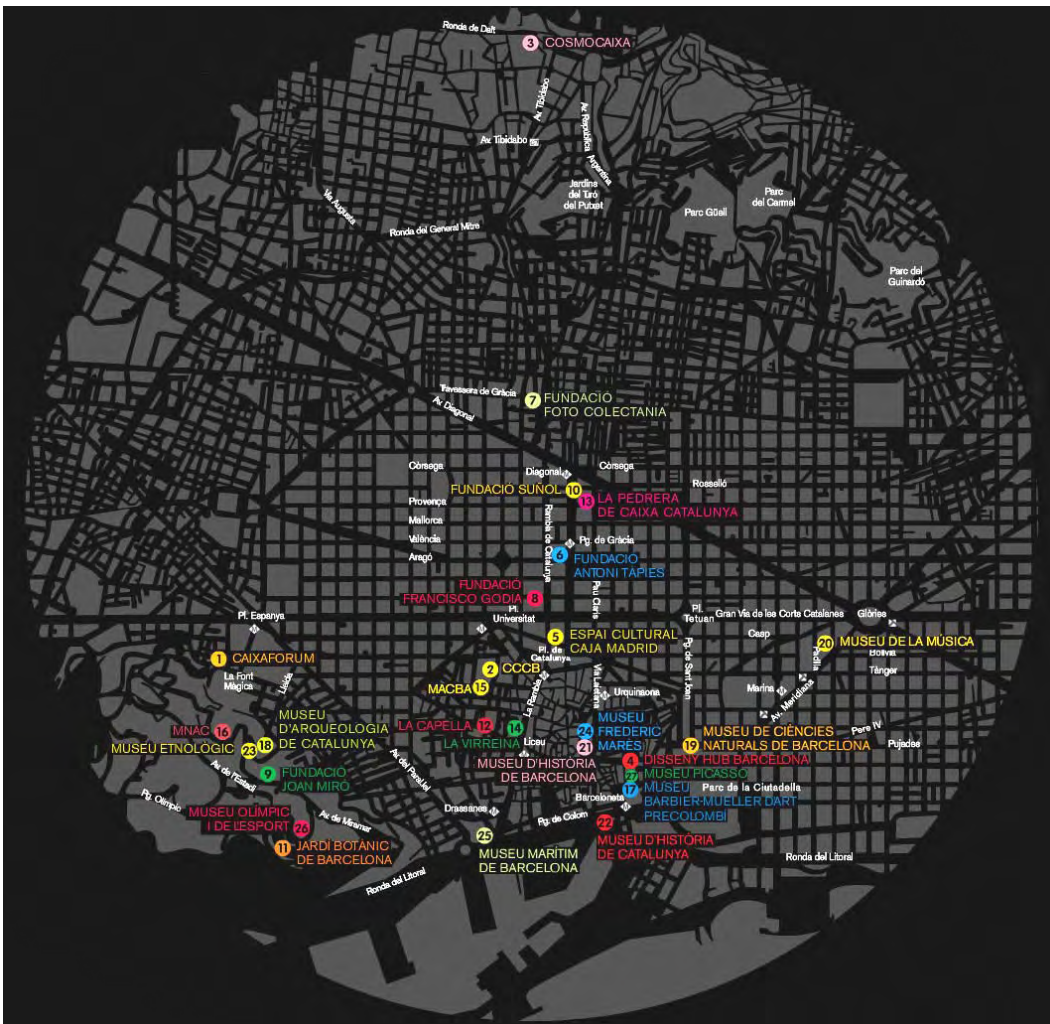 Ronda de Dalt
3 COSMOCAIXA
Av. Tibidabo
Av. República Argentina
Av. Tibidabo
Jardins
del Turó
del Putxet
Parc
del Carmel
Parc Güell
Via Augusta
Ronda del General Mitre
Parc del
Guinardó
Travessera de Gràcia
7 FUNDACIÓ
FOTO COLECTANIA
Av. Diagonal
Còrsega
Diagonal
Còrsega
Rosselló
FUNDACIÓ SUÑOL 10
13 LA PEDRERA
DE CAIXA CATALUNYA
Provença
Mallorca
València
Aragó
Rambla de Catalunya
Pg. de Gràcia
6 FUNDACIÓ
ANTONI TÀPIES
Pau Claris
FUNDACIÓ
FRANCISCO GODIA 8
Pl.
Universitat
Pl.
Tetuan
Gran Via de les Corts Catalanes
Glòries
Pl. Espanya
5 ESPAI CULTURAL
CAJA MADRID
Pl. de
Catalunya
Casp
20 MUSEU DE LA MÚSICA
Bolívia
Padilla
Tànger
Pg. de Sant Joan
1 CAIXAFORUM
La Font
Màgica
Lleida
2 CCCB
MACBA 15
La Rambla
Via Laietana
Urquinaona
Marina
Av. Meridiana
Pere IV
Pujades
MNAC 16
MUSEU ETNOLÒGIC 23
18 MUSEU
D'ARQUEOLOGIA
DE CATALUNYA
LA CAPELLA 12
14
LA VIRREINA
Liceu
24 MUSEU
FREDERIC
MARÈS
21
MUSEU D'HISTÒRIA
DE BARCELONA
19 MUSEU DE CIÈNCIES
NATURALS DE BARCELONA
4 DISSENY HUB BARCELONA
27 MUSEU PICASSO
17 MUSEU
BARBIER-MUELLER D'ART
PRECOLOMBÍ
Parc de la Ciutadella
Av. de l'Estadi
9 FUNDACIÓ
JOAN MIRÓ
Av. del Paral·lel
Pg. Olímpic
Av. de Miramar
MUSEU OLÍMPIC
I DE L'ESPORT 26
11 JARDÍ BOTÀNIC
DE BARCELONA
Drassanes
Barceloneta
Pg. de Colom
25
MUSEU MARÍTIM
DE BARCELONA
22
MUSEU D'HISTÒRIA
DE CATALUNYA
Ronda del Litoral
Ronda del Litoral